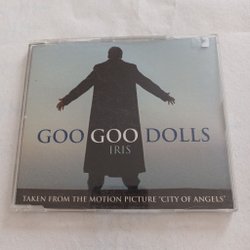 GOO GOO DOLLS
IRIS
TAKEN FROM THE MOTION PICTURE "CITY OF ANGELS"